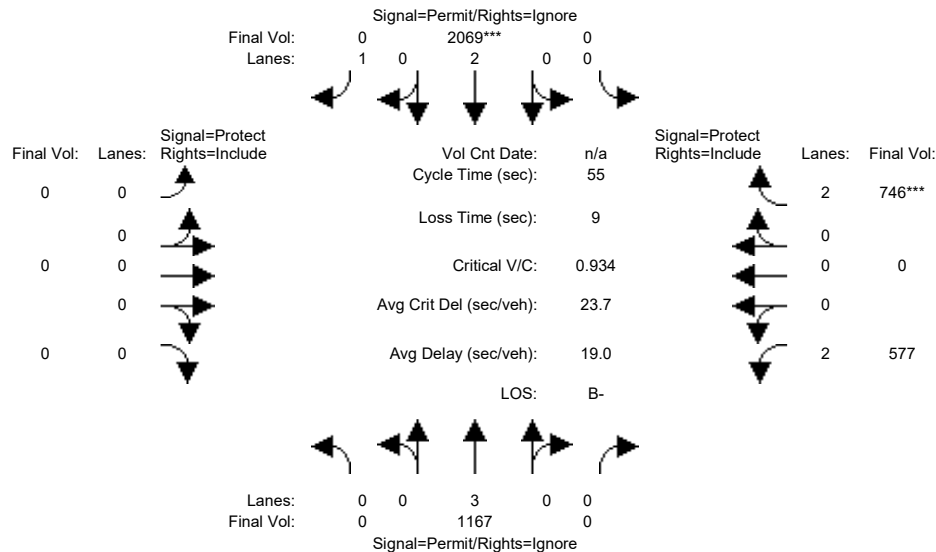 Signal=Permit/Rights=Ignore
Final Vol: 0 2069*** 0
Lanes: 1 0 2 0 0
Signal=Protect Signal=Protect
Final Vol: Lanes: Rights=Include Vol Cnt Date: n/a Rights=Include Lanes: Final Vol:
Cycle Time (sec): 55
0 0 2 746***
Loss Time (sec): 9
0 0
0 0 Critical V/C: 0.934 0 0
0 Avg Crit Del (sec/veh): 23.7 0
0 0 Avg Delay (sec/veh): 19.0 2 577
LOS: B-
Lanes: 0 0 3 0 0
Final Vol: 0 1167 0
Signal=Permit/Rights=Ignore